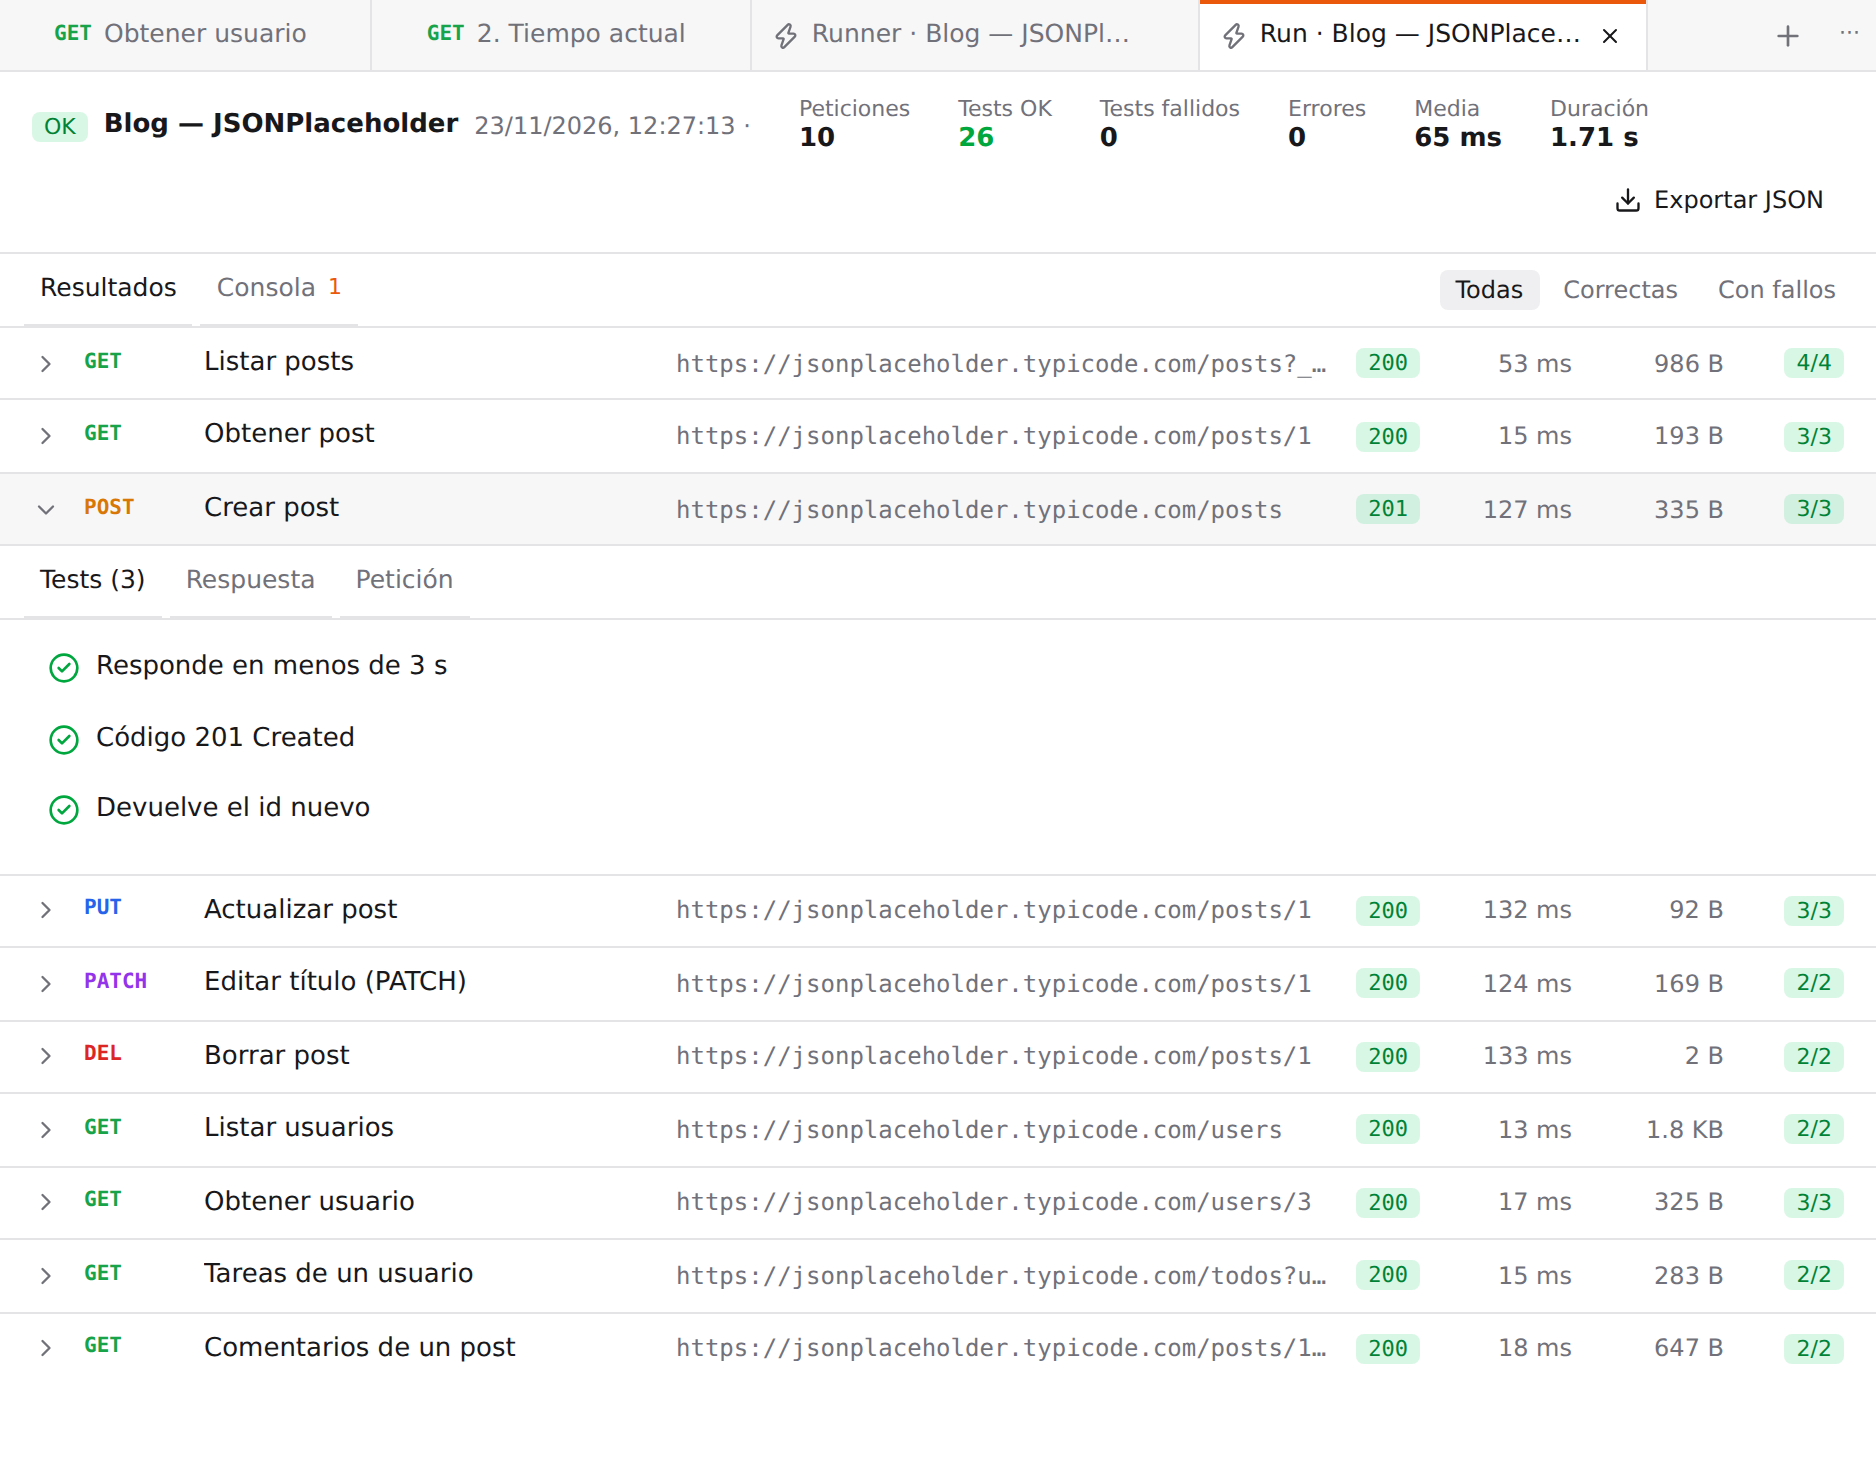 GET Obtener usuario
GET 2. Tiempo actual
Runner · Blog — JSONPl…
Run · Blog — JSONPlace…
OK Blog — JSONPlaceholder 23/11/2026, 12:27:13 ·
Peticiones Tests OK Tests fallidos Errores Media Duración
10 26 0 0 65 ms 1.71 s
Exportar JSON
Resultados Consola 1 Todas Correctas Con fallos
GET Listar posts https://jsonplaceholder.typicode.com/posts?_… 200 53 ms 986 B 4/4
GET Obtener post https://jsonplaceholder.typicode.com/posts/1 200 15 ms 193 B 3/3
POST Crear post https://jsonplaceholder.typicode.com/posts 201 127 ms 335 B 3/3
Tests (3) Respuesta Petición
Responde en menos de 3 s
Código 201 Created
Devuelve el id nuevo
PUT Actualizar post https://jsonplaceholder.typicode.com/posts/1 200 132 ms 92 B 3/3
PATCH Editar título (PATCH) https://jsonplaceholder.typicode.com/posts/1 200 124 ms 169 B 2/2
DEL Borrar post https://jsonplaceholder.typicode.com/posts/1 200 133 ms 2 B 2/2
GET Listar usuarios https://jsonplaceholder.typicode.com/users 200 13 ms 1.8 KB 2/2
GET Obtener usuario https://jsonplaceholder.typicode.com/users/3 200 17 ms 325 B 3/3
GET Tareas de un usuario https://jsonplaceholder.typicode.com/todos?u… 200 15 ms 283 B 2/2
GET Comentarios de un post https://jsonplaceholder.typicode.com/posts/1… 200 18 ms 647 B 2/2